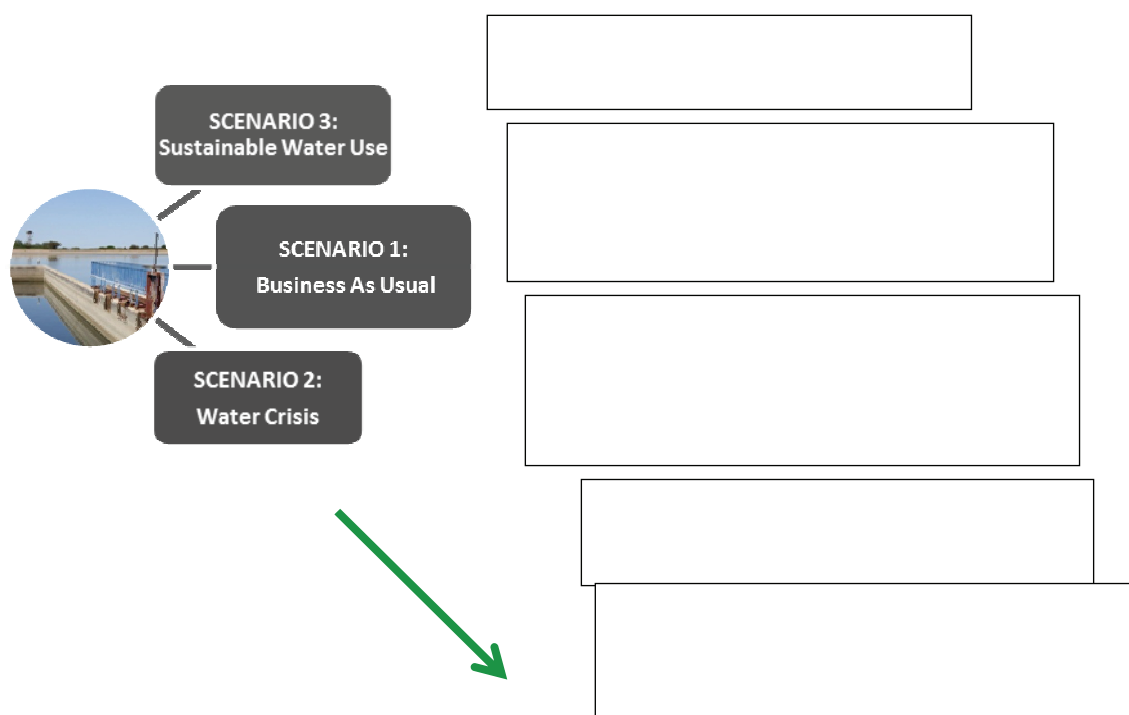 SCENARIO 3:
Sustainable Water Use
SCENARIO 1:
Business As Usual
SCENARIO 2:
Water Crisis